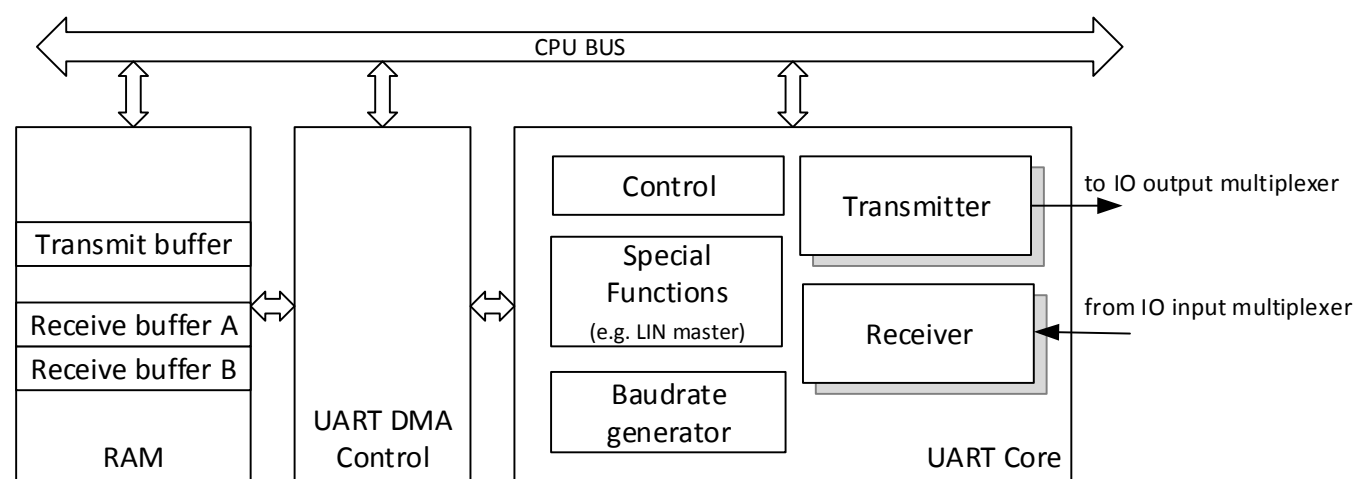 CPU BUS
Transmit buffer
Receive buffer A
Receive buffer B
RAM
UART DMA
Control
Control
Special
Functions
(e.g. LIN master)
Baudrate
generator
Transmitter
Receiver
UART Core
to IO output multiplexer
from IO input multiplexer